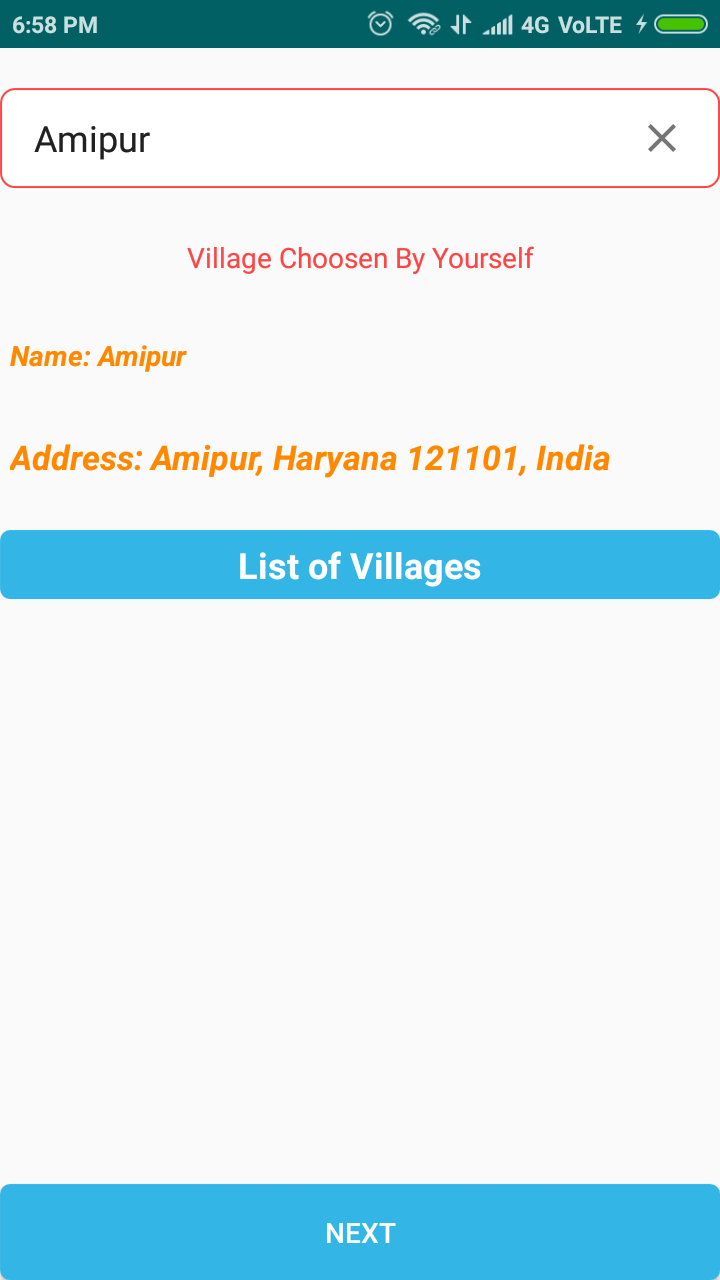 6:58 PM 4G VoLTE
Amipur
Village Choosen By Yourself
Name: Amipur
Address: Amipur, Haryana 121101, India
List of Villages
NEXT